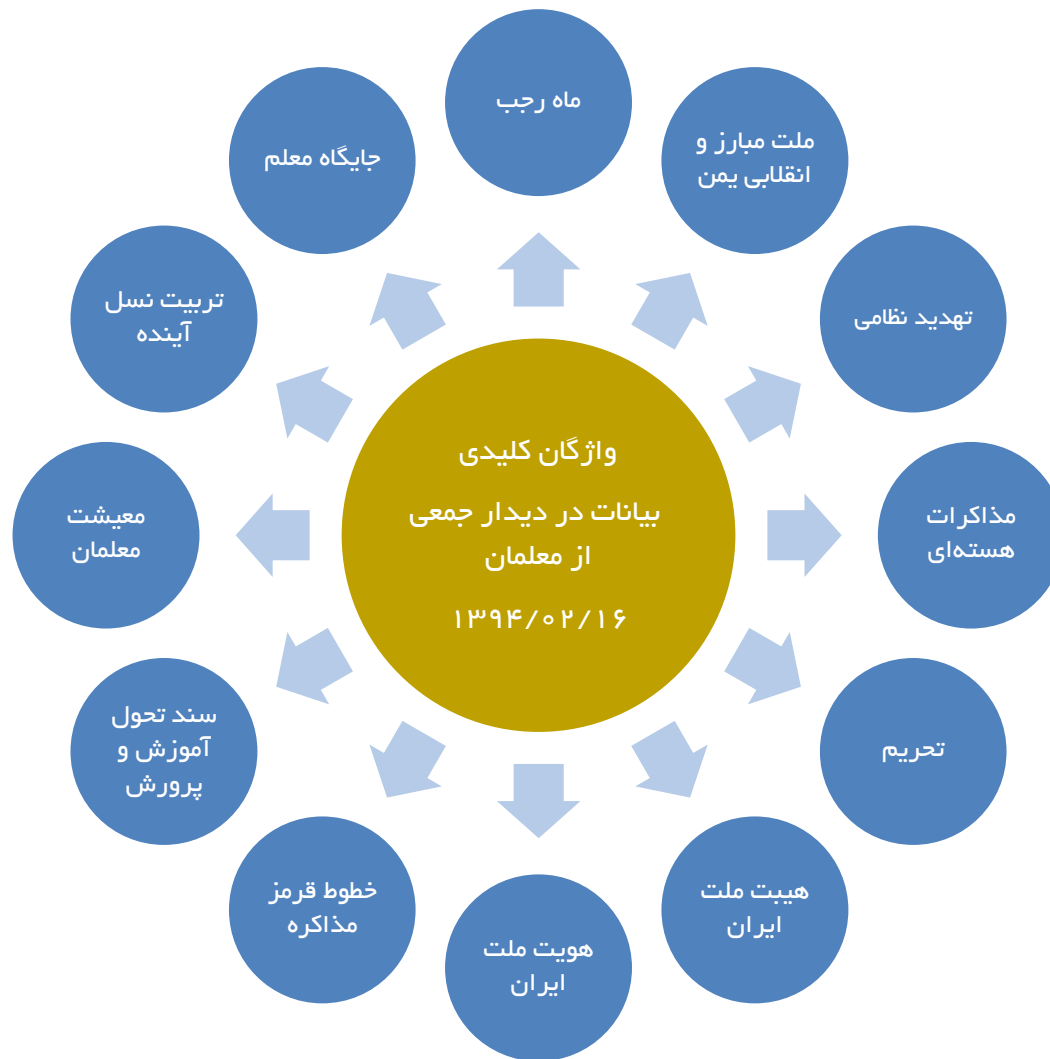 ماه رجب
ملت مبارز و
انقلابی یمن
تهدید نظامی
مذاکرات
هسته‌ای
تحریم
هیبت ملت
ایران
هویت ملت
ایران
خطوط قرمز
مذاکره
سند تحول
آموزش و
پرورش
معیشت
معلمان
تربیت نسل
آینده
جایگاه معلم
واژگان کلیدی
بیانات در دیدار جمعی
از معلمان
۱۳۹۴/۰۲/۱۶